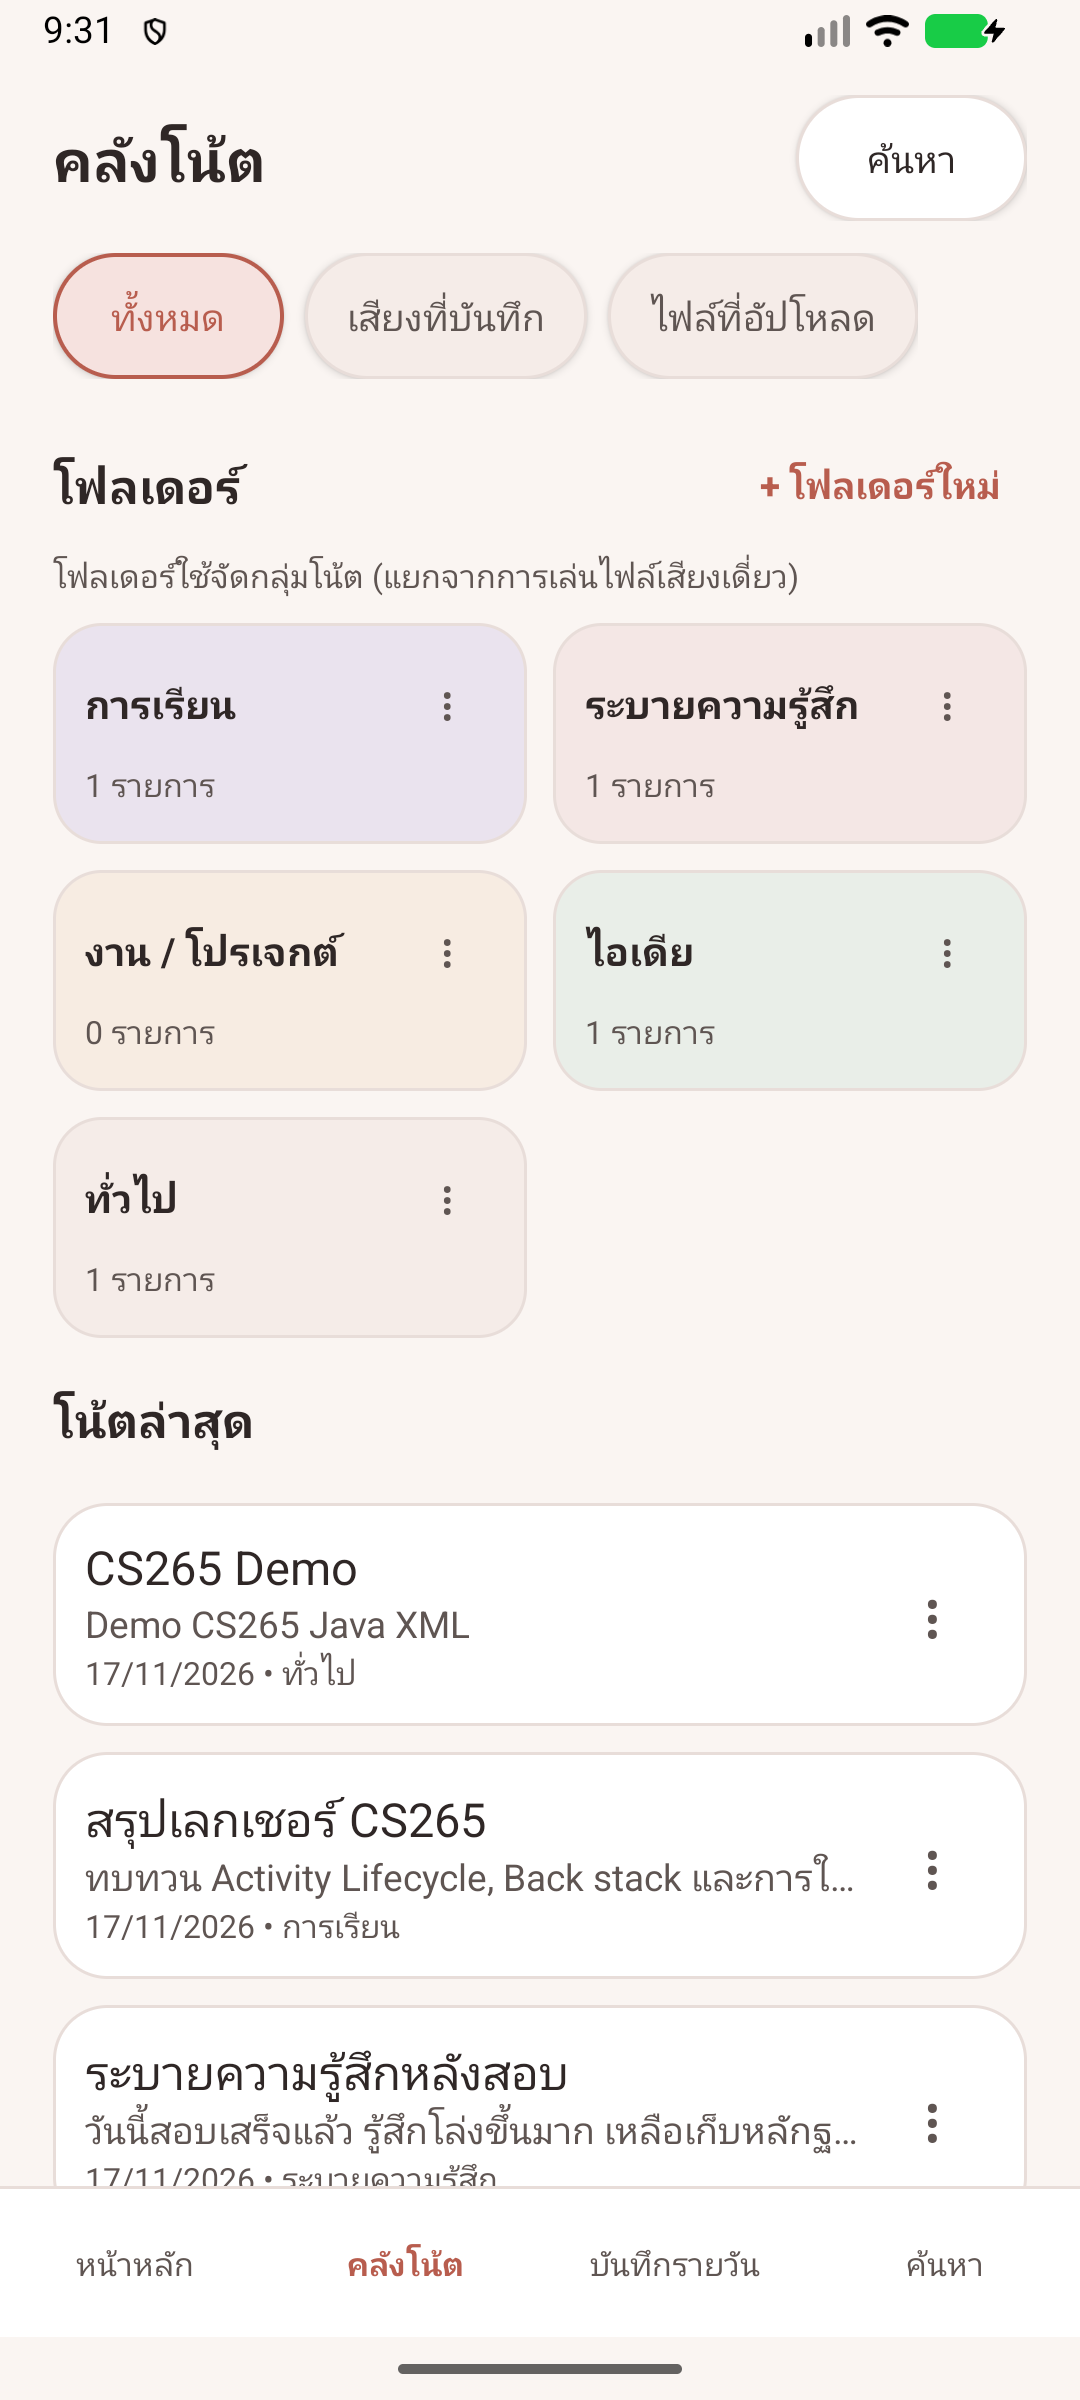 9:31
คลังโน้ต
ค้นหา
ทั้งหมด
เสียงที่บันทึก
ไฟล์ที่อัปโหลด
โฟลเดอร์
+ โฟลเดอร์ใหม่
โฟลเดอร์ใช้จัดกลุ่มโน้ต (แยกจากการเล่นไฟล์เสียงเดี่ยว)
การเรียน
1 รายการ
ระบายความรู้สึก
1 รายการ
งาน / โปรเจกต์
0 รายการ
ไอเดีย
1 รายการ
ทั่วไป
1 รายการ
โน้ตล่าสุด
CS265 Demo
Demo CS265 Java XML
17/11/2026 • ทั่วไป
สรุปเลกเชอร์ CS265
ทบทวน Activity Lifecycle, Back stack และการใ...
17/11/2026 • การเรียน
ระบายความรู้สึกหลังสอบ
วันนี้สอบเสร็จแล้ว รู้สึกโล่งขึ้นมาก เหลือเก็บหลักฐ...
17/11/2026 • ระบายความรู้สึก
หน้าหลัก
คลังโน้ต
บันทึกรายวัน
ค้นหา